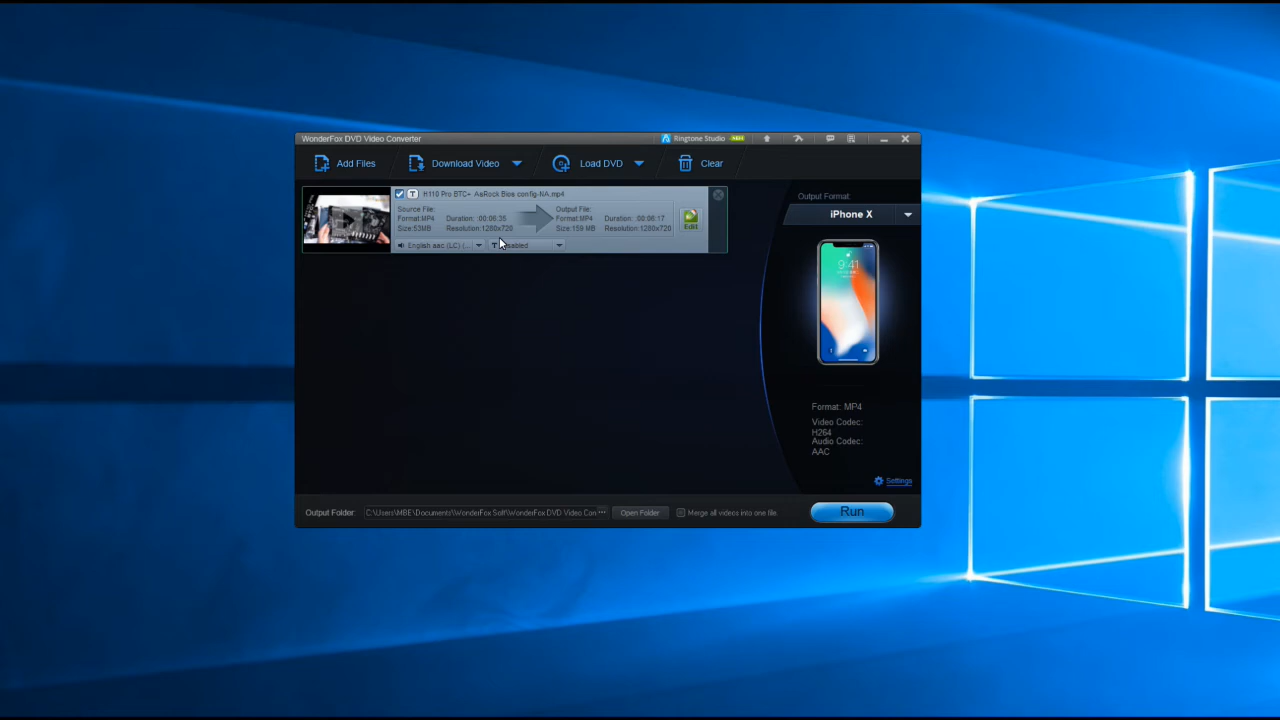 WonderFox DVD Video Converter
Ringtone Studio
Add Files
Download Video
Load DVD
Clear
T H110 Pro BTC+ AsRock Bios config-NA.mp4
Source File:
Format:MP4 Duration: :00:06:35
Size:53MB Resolution:1280x720
Output File:
Format:MP4 Duration: :00:06:17
Size:159 MB Resolution:1280x720
Edit
English aac (LC) (...
T
Output Format:
iPhone X
9:41
Format: MP4
Video Codec:
H264
Audio Codec:
AAC
Settings
Output Folder: C:\Users\MBE\Documents\WonderFox Soft\WonderFox DVD Video Con ...
Open Folder
Merge all videos into one file.
Run